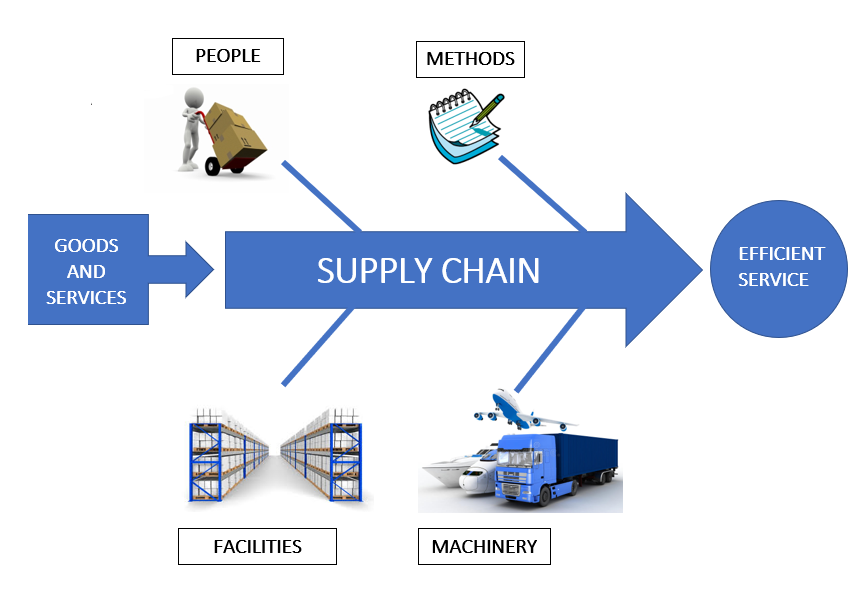 PEOPLE
METHODS
GOODS
AND
SERVICES
SUPPLY CHAIN
EFFICIENT
SERVICE
FACILITIES
MACHINERY